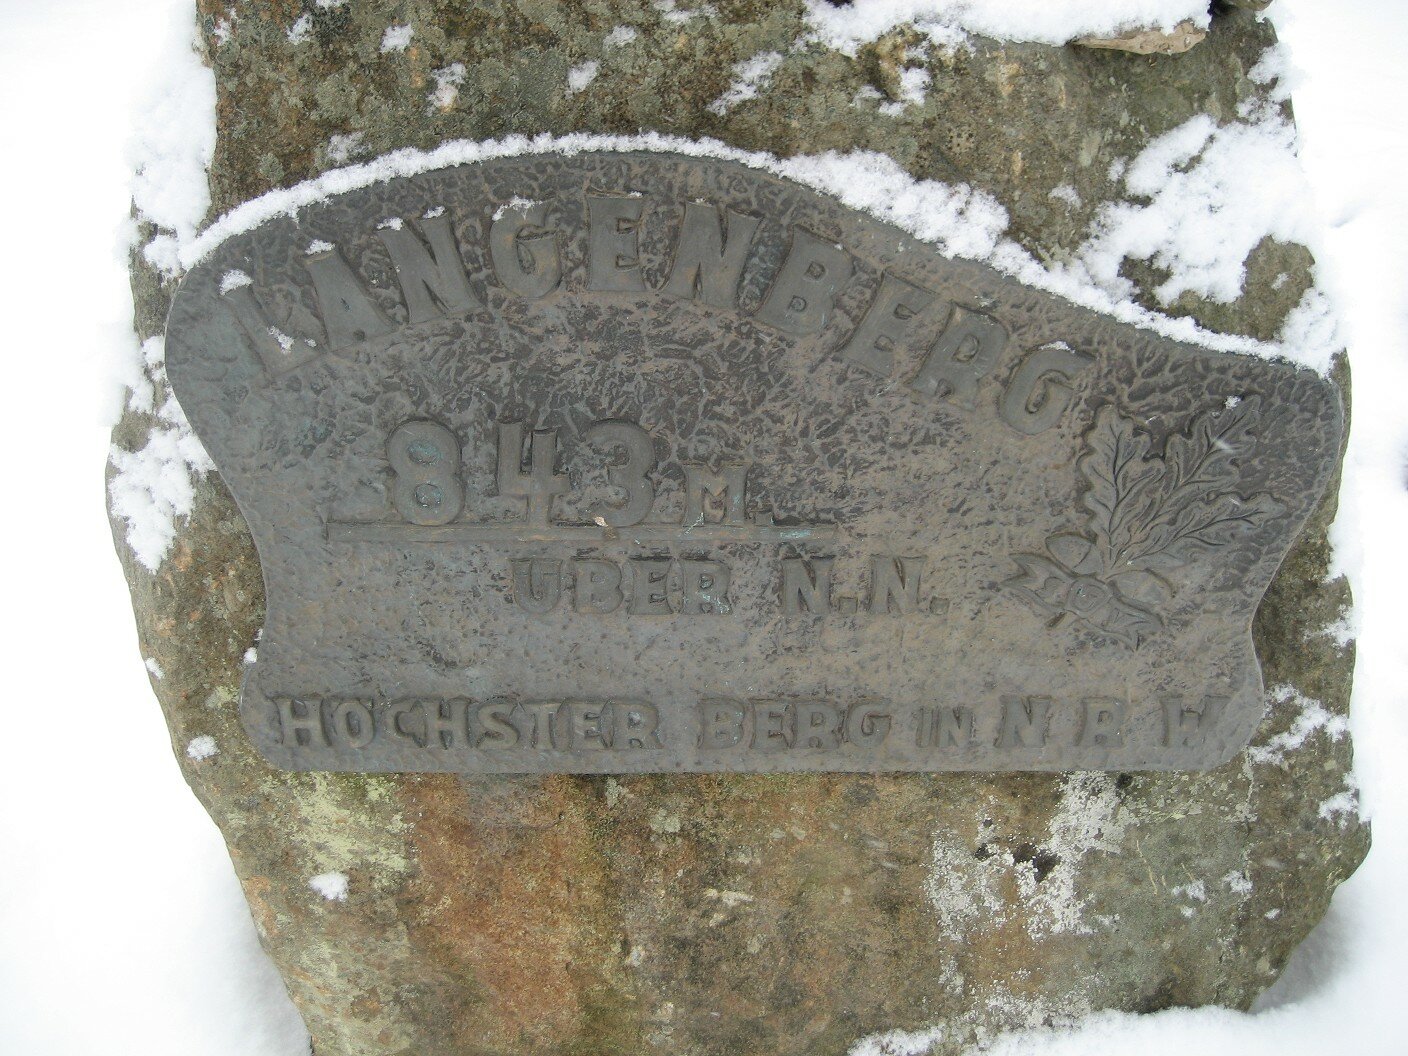 LANGENBERG
843 M.
ÜBER N.N.
HÖCHSTER BERG IN N R W